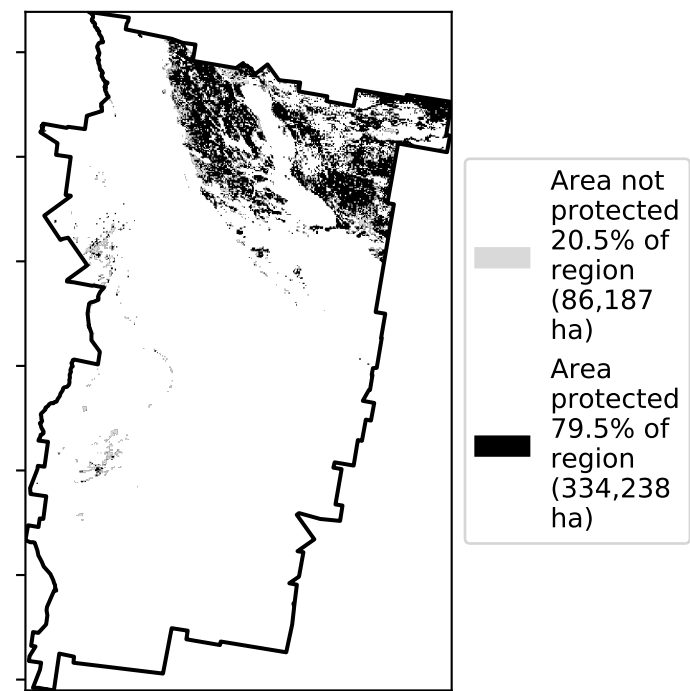 Area not
protected
20.5% of
region
(86,187
ha)
Area
protected
79.5% of
region
(334,238
ha)